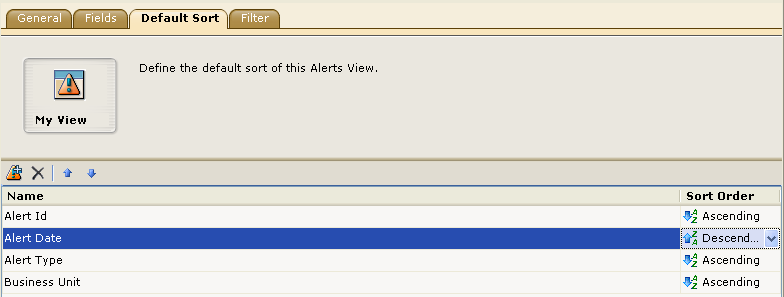 General Fields Default Sort Filter
Define the default sort of this Alerts View.
My View
Name Sort Order
Alert Id Ascending
Alert Date Descend...
Alert Type Ascending
Business Unit Ascending